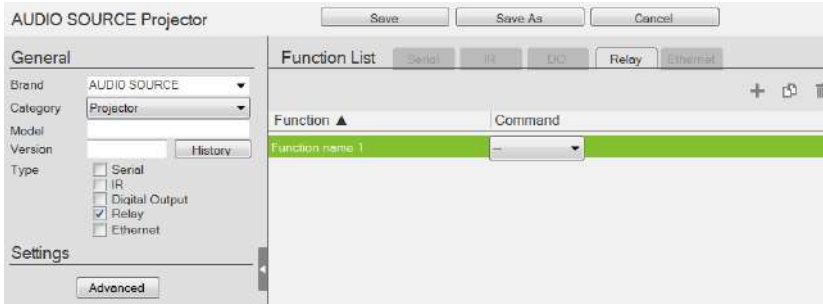 AUDIO SOURCE Projector
Save
Save As
Cancel
General
Brand
AUDIO SOURCE
Category
Projector
Model
Version
History
Type
Serial
IR
Digital Output
Relay
Ethernet
Settings
Advanced
Function List
Serial
IR
DO
Relay
Ethernet
Function ▲
Command
Function name 1
--